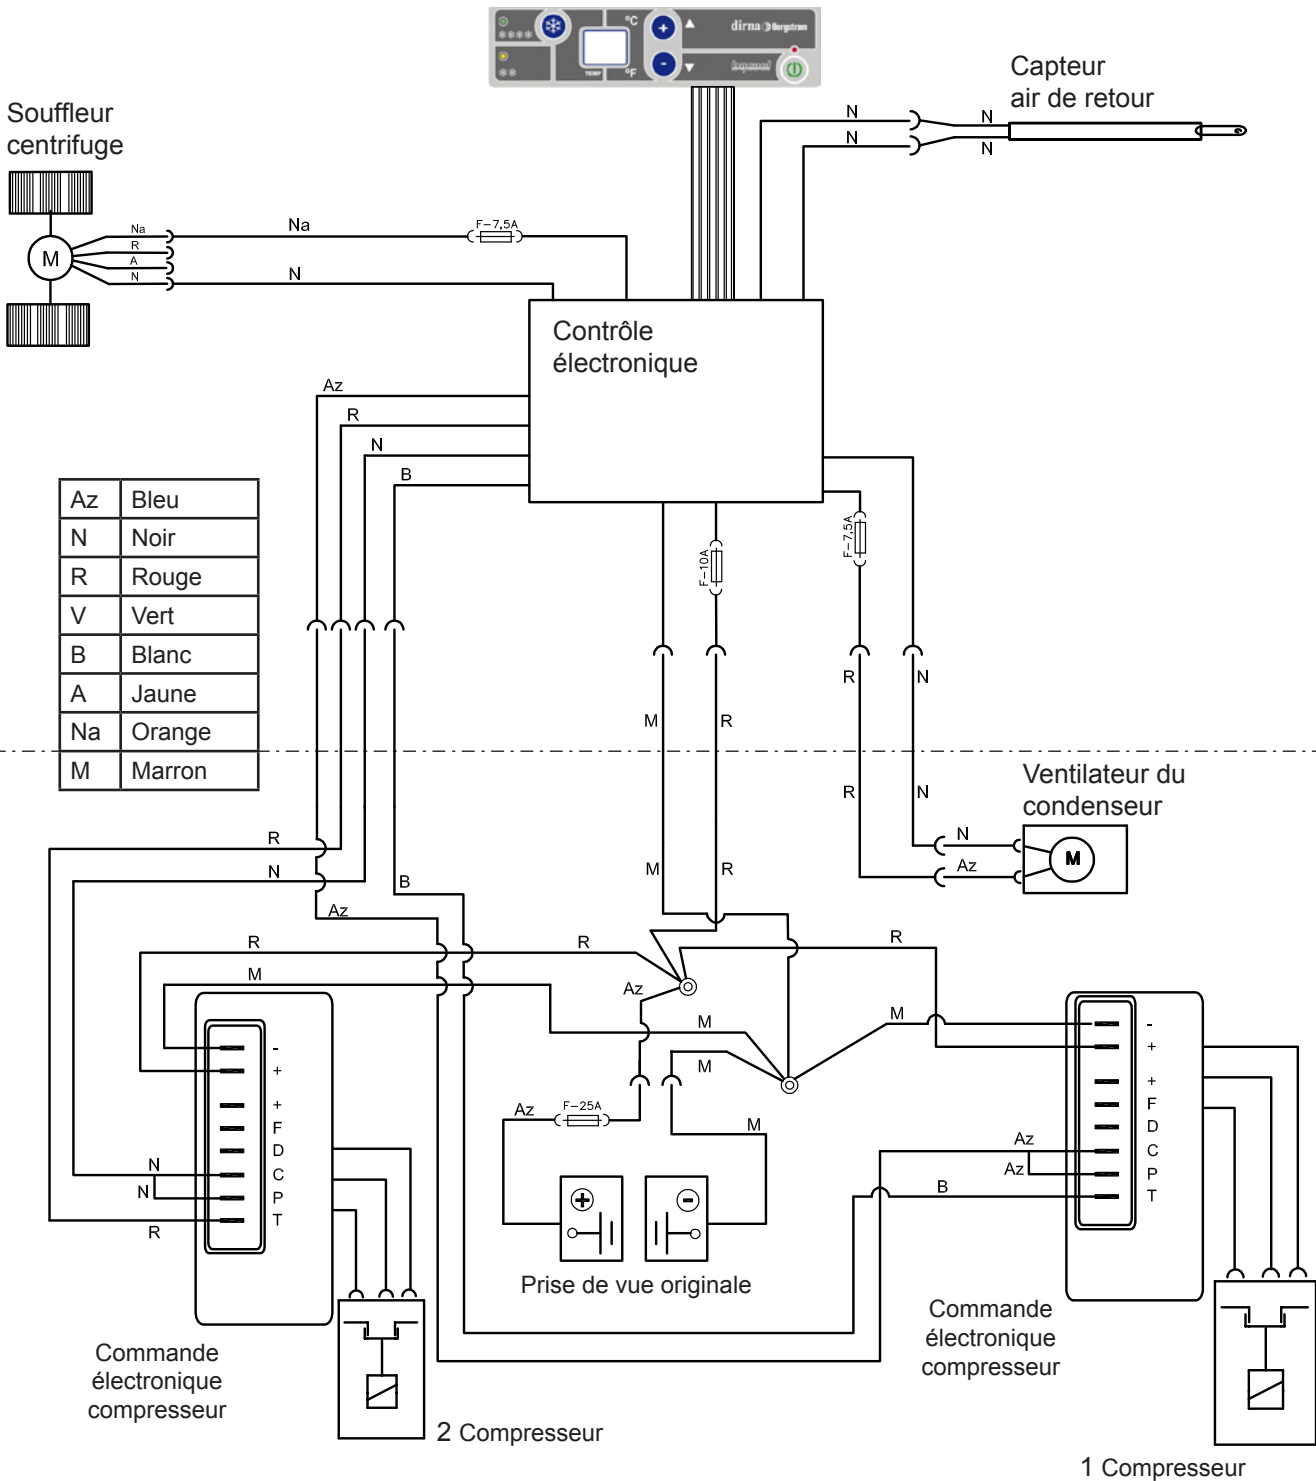 °C
dirna Bergstrom
TEMP
°F
Capteur
air de retour
Souffleur
centrifuge
N
N
N
N
Na
Na
F-7,5A
R
A
N
N
M
Contrôle
électronique
Az
R
N
B
Az Bleu
N Noir
R Rouge
V Vert
B Blanc
A Jaune
Na Orange
M Marron
F-10A
F-7,5A
R
N
M
R
Ventilateur du
condenseur
R
N
R
N
M
R
N
Az
M
B
Az
R
R
R
M
Az
M
M
M
-
+
+
F
D
C
P
T
-
+
+
F
D
C
P
T
Az
F-25A
M
N
N
R
Az
Az
B
+
-
Prise de vue originale
Commande
électronique
compresseur
Commande
électronique
compresseur
2 Compresseur
1 Compresseur